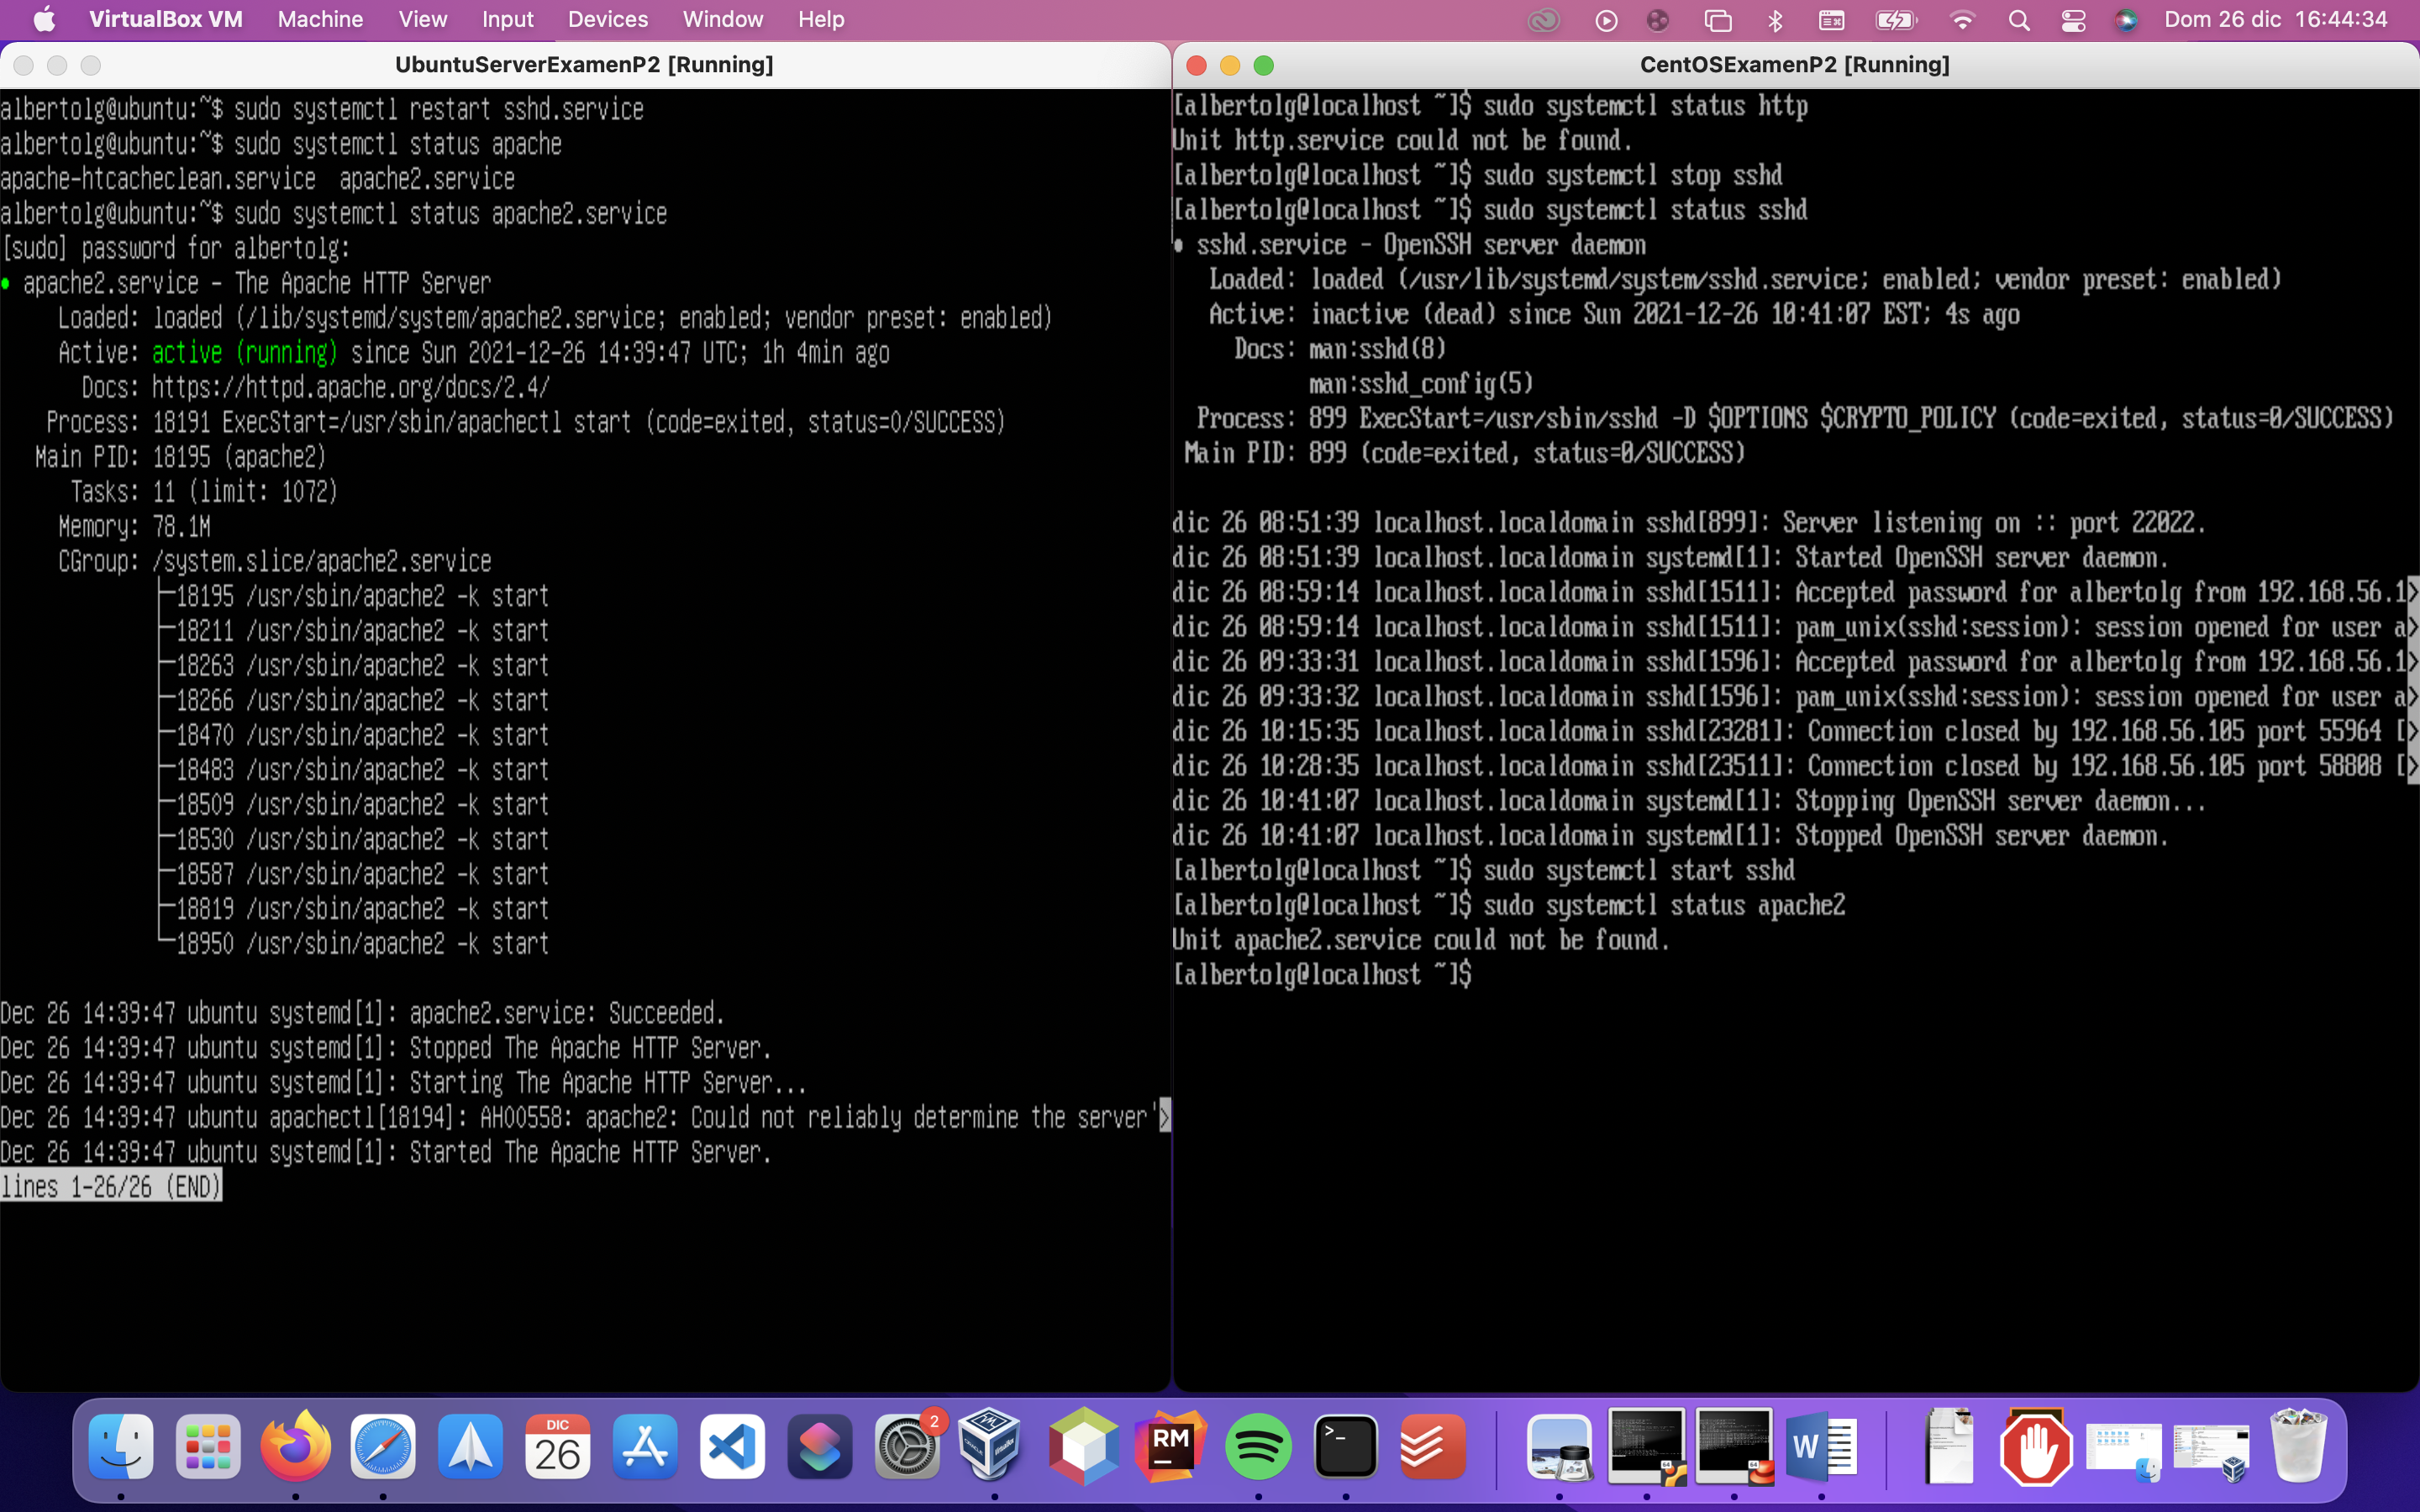 VirtualBox VM Machine View Input Devices Window Help Dom 26 dic 16:44:34
UbuntuServerExamenP2 [Running]
albertolg@ubuntu:~$ sudo systemctl restart sshd.service
albertolg@ubuntu:~$ sudo systemctl status apache
apache-htcacheclean.service  apache2.service
albertolg@ubuntu:~$ sudo systemctl status apache2.service
[sudo] password for albertolg:
● apache2.service - The Apache HTTP Server
Loaded: loaded (/lib/systemd/system/apache2.service; enabled; vendor preset: enabled)
Active: active (running) since Sun 2021-12-26 14:39:47 UTC; 1h 4min ago
Docs: https://httpd.apache.org/docs/2.4/
Process: 18191 ExecStart=/usr/sbin/apachectl start (code=exited, status=0/SUCCESS)
Main PID: 18195 (apache2)
Tasks: 11 (limit: 1072)
Memory: 78.1M
CGroup: /system.slice/apache2.service
├─18195 /usr/sbin/apache2 -k start
├─18211 /usr/sbin/apache2 -k start
├─18263 /usr/sbin/apache2 -k start
├─18266 /usr/sbin/apache2 -k start
├─18470 /usr/sbin/apache2 -k start
├─18483 /usr/sbin/apache2 -k start
├─18509 /usr/sbin/apache2 -k start
├─18530 /usr/sbin/apache2 -k start
├─18587 /usr/sbin/apache2 -k start
├─18819 /usr/sbin/apache2 -k start
└─18950 /usr/sbin/apache2 -k start
Dec 26 14:39:47 ubuntu systemd[1]: apache2.service: Succeeded.
Dec 26 14:39:47 ubuntu systemd[1]: Stopped The Apache HTTP Server.
Dec 26 14:39:47 ubuntu systemd[1]: Starting The Apache HTTP Server...
Dec 26 14:39:47 ubuntu apachectl[18194]: AH00558: apache2: Could not reliably determine the server'>
Dec 26 14:39:47 ubuntu systemd[1]: Started The Apache HTTP Server.
lines 1-26/26 (END)
CentOSExamenP2 [Running]
[albertolg@localhost ~]$ sudo systemctl status http
Unit http.service could not be found.
[albertolg@localhost ~]$ sudo systemctl stop sshd
[albertolg@localhost ~]$ sudo systemctl status sshd
● sshd.service - OpenSSH server daemon
Loaded: loaded (/usr/lib/systemd/system/sshd.service; enabled; vendor preset: enabled)
Active: inactive (dead) since Sun 2021-12-26 10:41:07 EST; 4s ago
Docs: man:sshd(8)
man:sshd_config(5)
Process: 899 ExecStart=/usr/sbin/sshd -D $OPTIONS $CRYPTO_POLICY (code=exited, status=0/SUCCESS)
Main PID: 899 (code=exited, status=0/SUCCESS)
dic 26 08:51:39 localhost.localdomain sshd[899]: Server listening on :: port 22022.
dic 26 08:51:39 localhost.localdomain systemd[1]: Started OpenSSH server daemon.
dic 26 08:59:14 localhost.localdomain sshd[1511]: Accepted password for albertolg from 192.168.56.1>
dic 26 08:59:14 localhost.localdomain sshd[1511]: pam_unix(sshd:session): session opened for user a>
dic 26 09:33:31 localhost.localdomain sshd[1596]: Accepted password for albertolg from 192.168.56.1>
dic 26 09:33:32 localhost.localdomain sshd[1596]: pam_unix(sshd:session): session opened for user a>
dic 26 10:15:35 localhost.localdomain sshd[23281]: Connection closed by 192.168.56.105 port 55964 [>
dic 26 10:28:35 localhost.localdomain sshd[23511]: Connection closed by 192.168.56.105 port 58808 [>
dic 26 10:41:07 localhost.localdomain systemd[1]: Stopping OpenSSH server daemon...
dic 26 10:41:07 localhost.localdomain systemd[1]: Stopped OpenSSH server daemon.
[albertolg@localhost ~]$ sudo systemctl start sshd
[albertolg@localhost ~]$ sudo systemctl status apache2
Unit apache2.service could not be found.
[albertolg@localhost ~]$
DIC
26
2
RM
>_
W